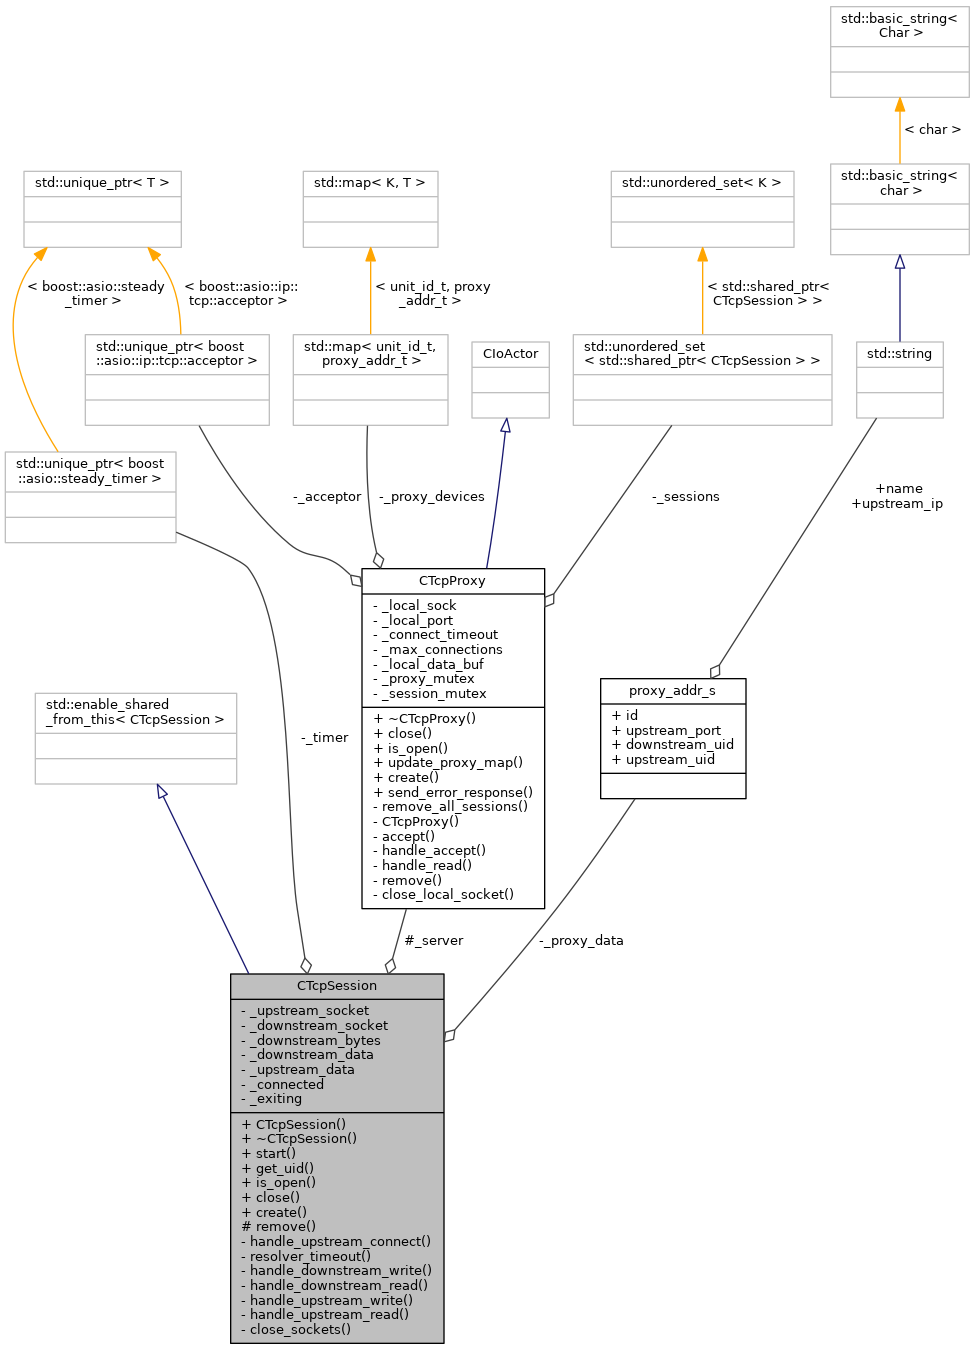 std::basic_string<
Char >
< char >
std::unique_ptr< T >
std::map< K, T >
std::unordered_set< K >
std::basic_string<
char >
< boost::asio::steady
_timer >
< boost::asio::ip::
tcp::acceptor >
< unit_id_t, proxy
_addr_t >
< std::shared_ptr<
CTcpSession > >
std::unique_ptr< boost
::asio::ip::tcp::acceptor >
std::map< unit_id_t,
proxy_addr_t >
CIoActor
std::unordered_set
< std::shared_ptr< CTcpSession > >
std::string
std::unique_ptr< boost
::asio::steady_timer >
-_acceptor
-_proxy_devices
-_sessions
+name
+upstream_ip
CTcpProxy
- _local_sock
- _local_port
- _connect_timeout
- _max_connections
- _local_data_buf
- _proxy_mutex
- _session_mutex
+ ~CTcpProxy()
+ close()
+ is_open()
+ update_proxy_map()
+ create()
+ send_error_response()
- remove_all_sessions()
- CTcpProxy()
- accept()
- handle_accept()
- handle_read()
- remove()
- close_local_socket()
proxy_addr_s
+ id
+ upstream_port
+ downstream_uid
+ upstream_uid
std::enable_shared
_from_this< CTcpSession >
-_timer
#_server
-_proxy_data
CTcpSession
- _upstream_socket
- _downstream_socket
- _downstream_bytes
- _downstream_data
- _upstream_data
- _connected
- _exiting
+ CTcpSession()
+ ~CTcpSession()
+ start()
+ get_uid()
+ is_open()
+ close()
+ create()
# remove()
- handle_upstream_connect()
- resolver_timeout()
- handle_downstream_write()
- handle_downstream_read()
- handle_upstream_write()
- handle_upstream_read()
- close_sockets()